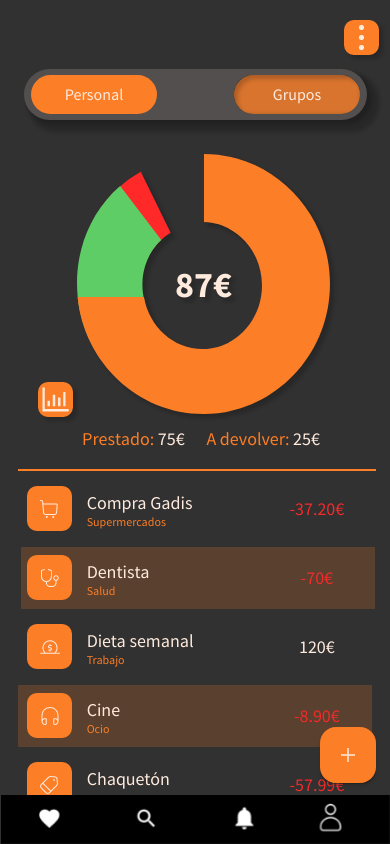 Personal
Grupos
87€
Prestado: 75€ A devolver: 25€
Compra Gadis
Supermercados
-37.20€
Dentista
Salud
-70€
Dieta semanal
Trabajo
120€
Cine
Ocio
-8.90€
Chaquetón
-57.99€